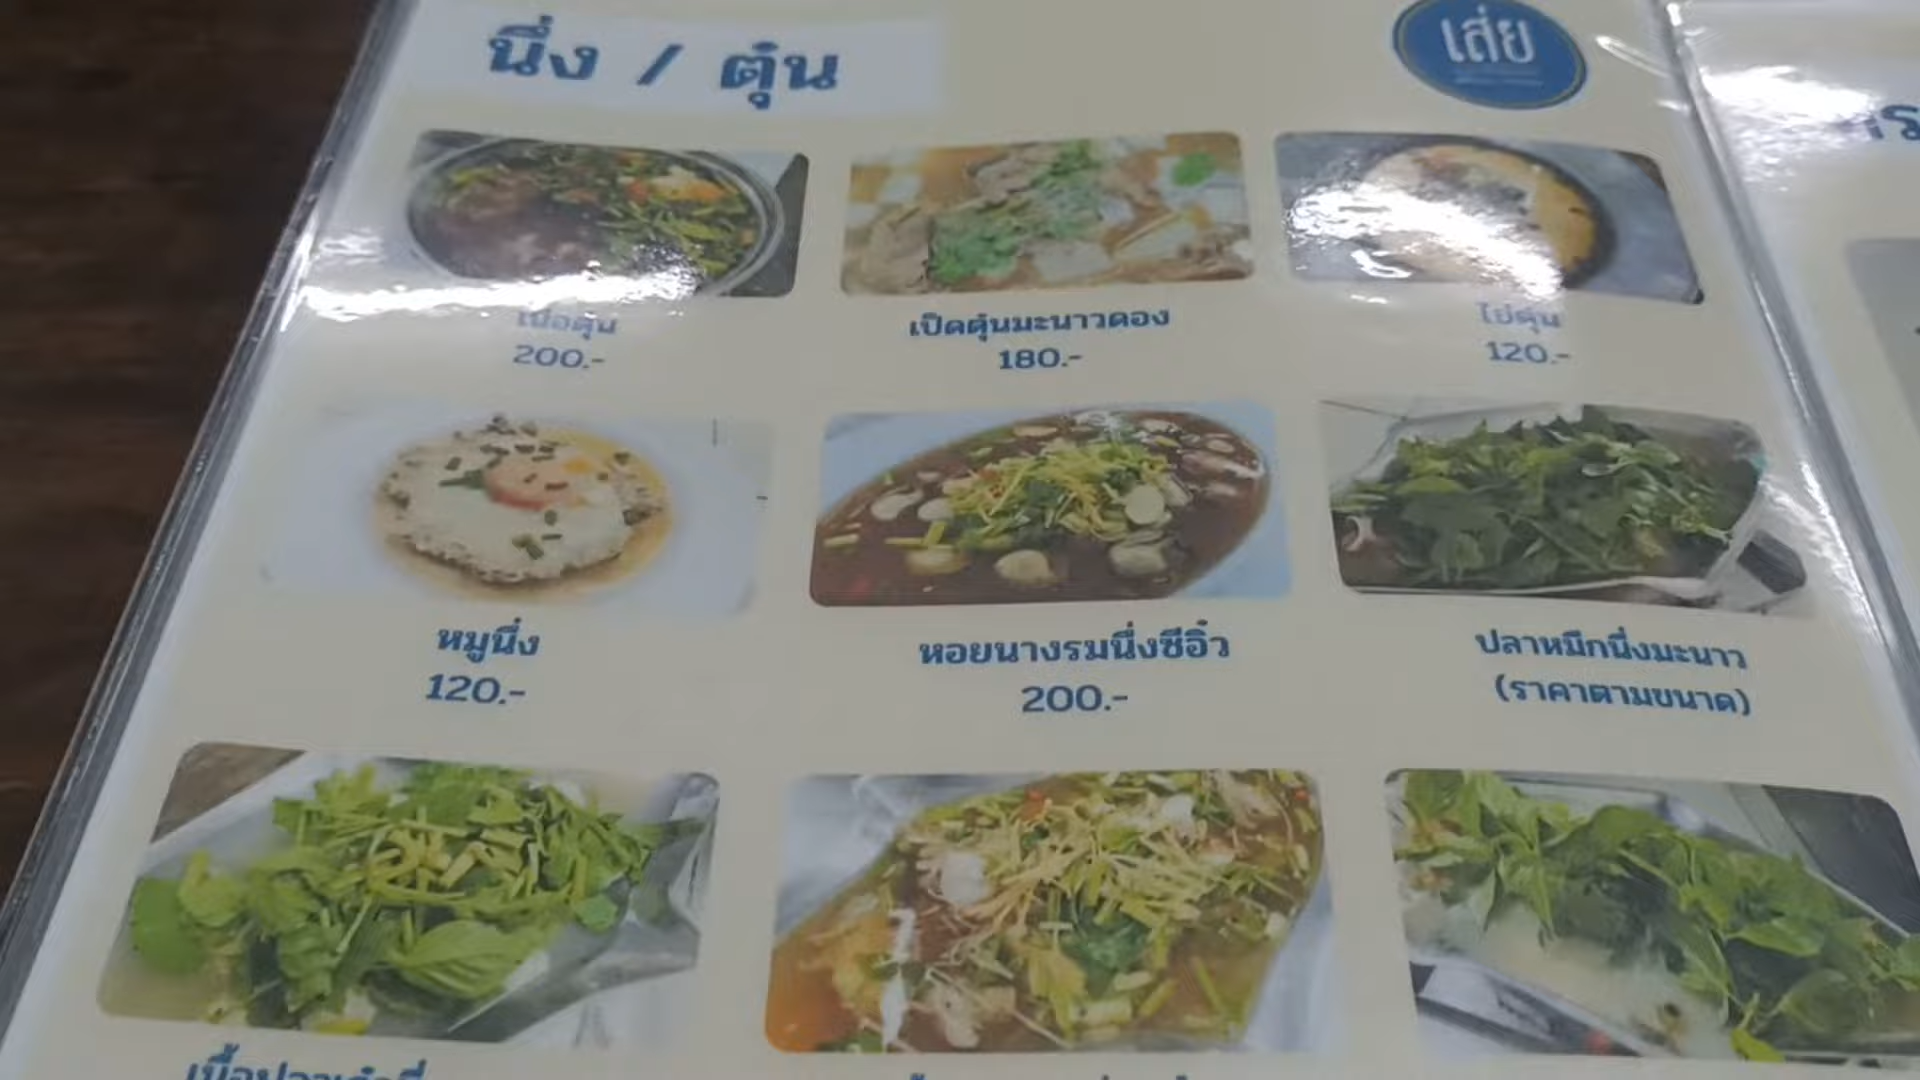 นึ่ง / ตุ๋น
เสี่ย
เนื้อตุ๋น
200.-
เป็ดตุ๋นมะนาวดอง
180.-
ไข่ตุ๋น
120.-
หมูนึ่ง
120.-
หอยนางรมนึ่งซีอิ๋ว
200.-
ปลาหมึกนึ่งมะนาว
(ราคาตามขนาด)